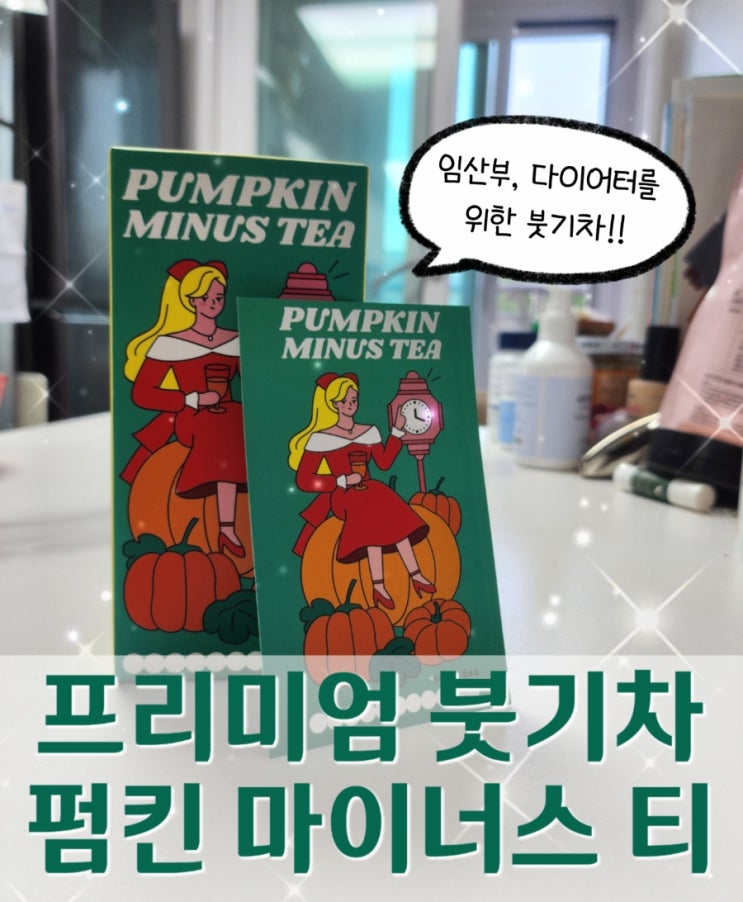 PUMPKIN
MINUS TEA
임산부, 다이어터를
위한 붓기차!!
PUMPKIN
MINUS TEA
프리미엄 붓기차
펌킨 마이너스 티